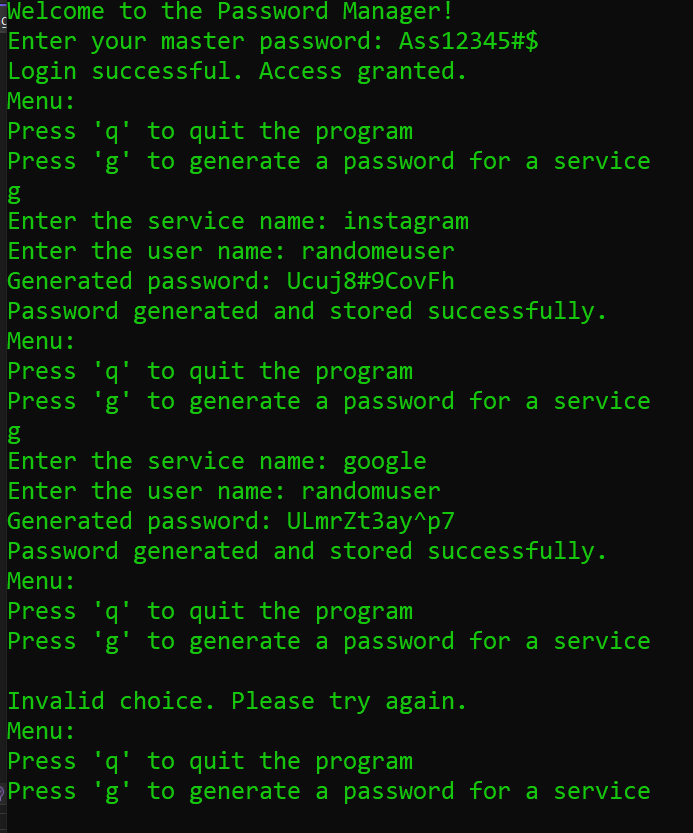 Welcome to the Password Manager!
Enter your master password: Ass12345#$
Login successful. Access granted.
Menu:
Press 'q' to quit the program
Press 'g' to generate a password for a service
g
Enter the service name: instagram
Enter the user name: randomeuser
Generated password: Ucuj8#9CovFh
Password generated and stored successfully.
Menu:
Press 'q' to quit the program
Press 'g' to generate a password for a service
g
Enter the service name: google
Enter the user name: randomuser
Generated password: ULmrZt3ay^p7
Password generated and stored successfully.
Menu:
Press 'q' to quit the program
Press 'g' to generate a password for a service
Invalid choice. Please try again.
Menu:
Press 'q' to quit the program
Press 'g' to generate a password for a service